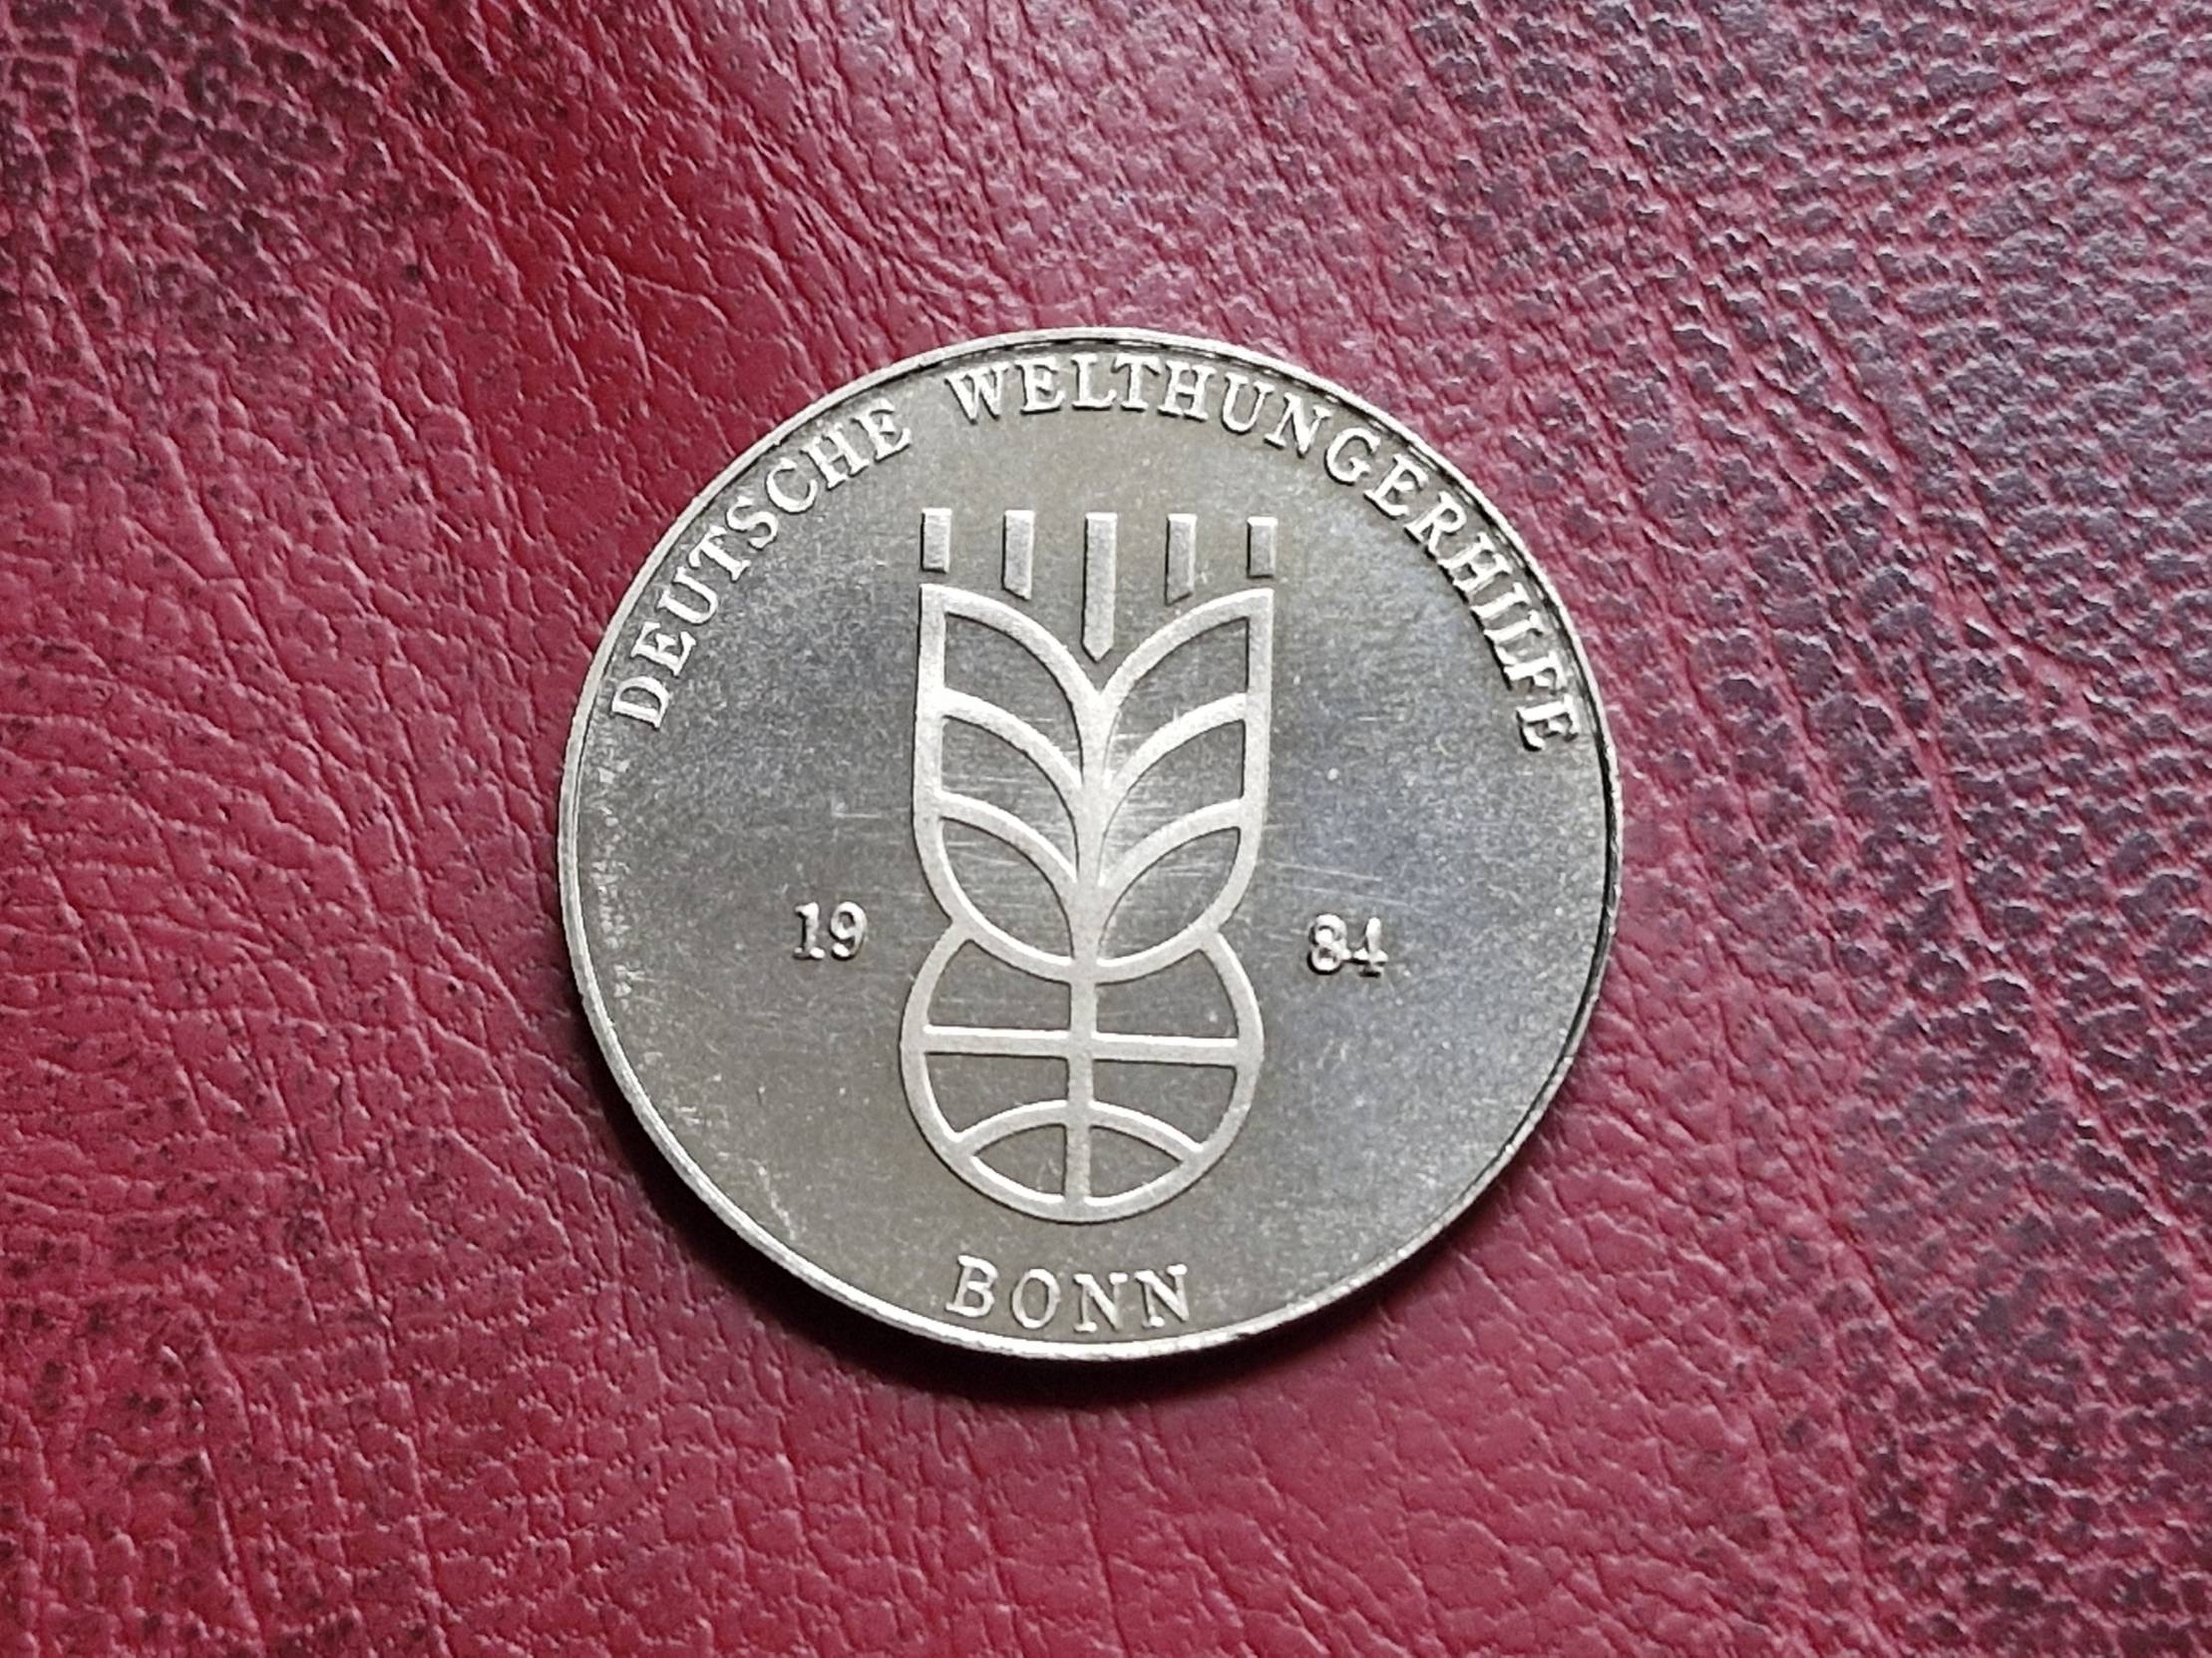 DEUTSCHE WELTHUNGERHILFE
19 84
BONN